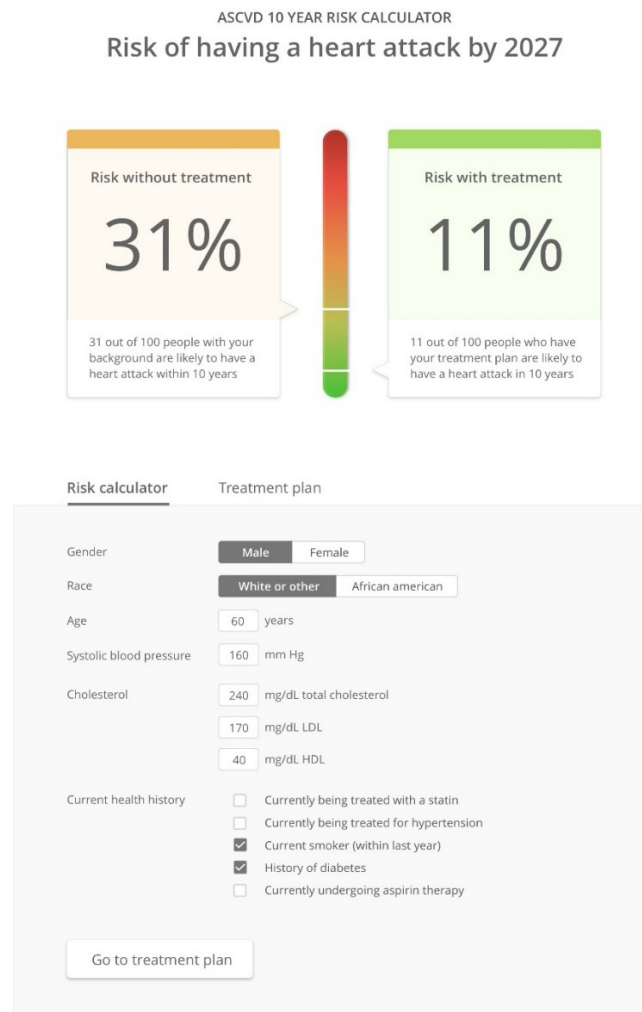 ASCVD 10 YEAR RISK CALCULATOR
Risk of having a heart attack by 2027
Risk without treatment
31%
31 out of 100 people with your
background are likely to have a
heart attack within 10 years
Risk with treatment
11%
11 out of 100 people who have
your treatment plan are likely to
have a heart attack in 10 years
Risk calculator Treatment plan
Gender Male Female
Race White or other African american
Age 60 years
Systolic blood pressure 160 mm Hg
Cholesterol 240 mg/dL total cholesterol
170 mg/dL LDL
40 mg/dL HDL
Current health history Currently being treated with a statin
Currently being treated for hypertension
Current smoker (within last year)
History of diabetes
Currently undergoing aspirin therapy
Go to treatment plan